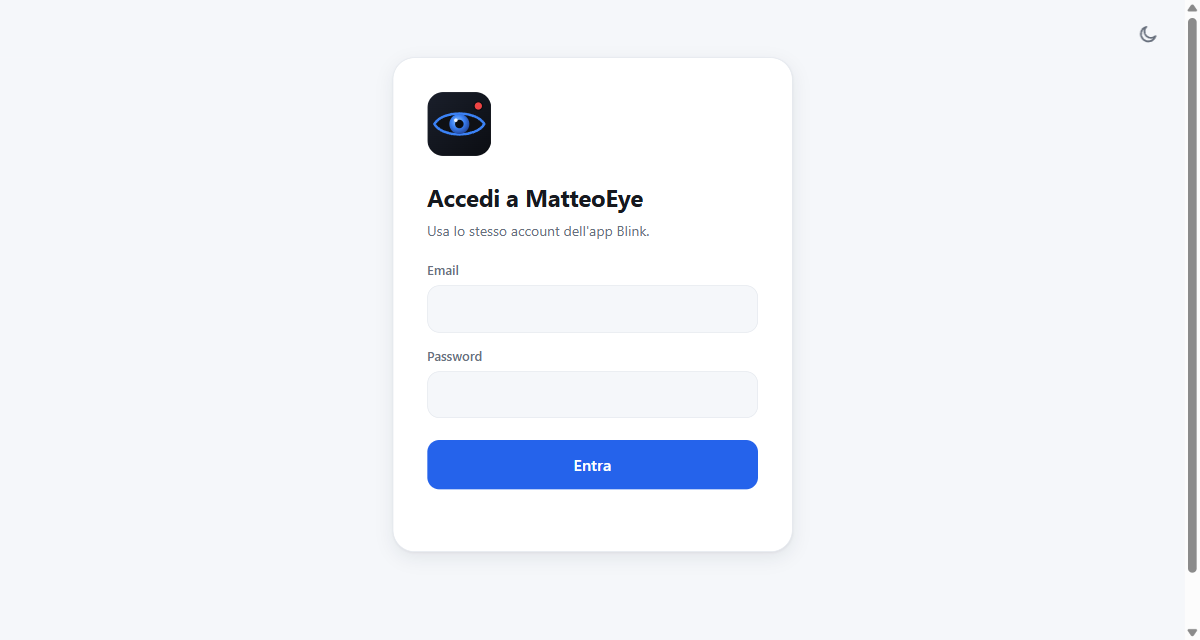 Accedi a MatteoEye
Usa lo stesso account dell'app Blink.
Email
Password
Entra